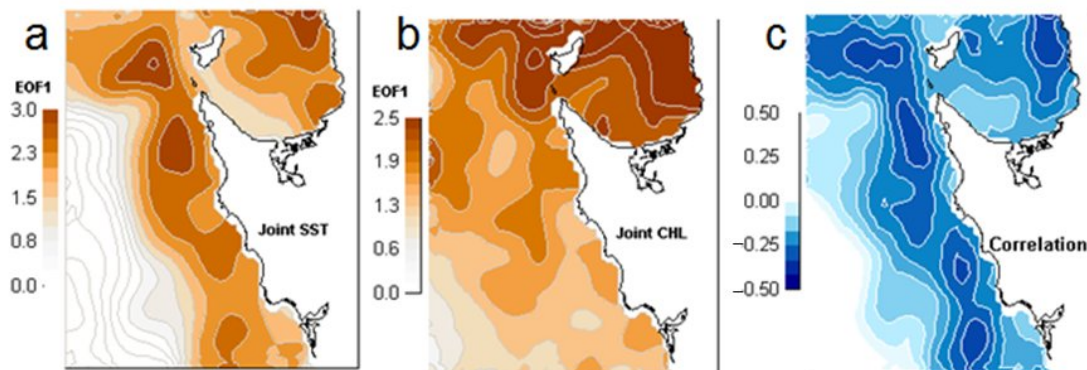 a
EOF1
3.0
2.3
1.5
0.8
0.0
Joint SST
b
EOF1
2.5
1.9
1.3
0.6
0.0
Joint CHL
c
0.50
0.25
0.00
–0.25
–0.50
Correlation